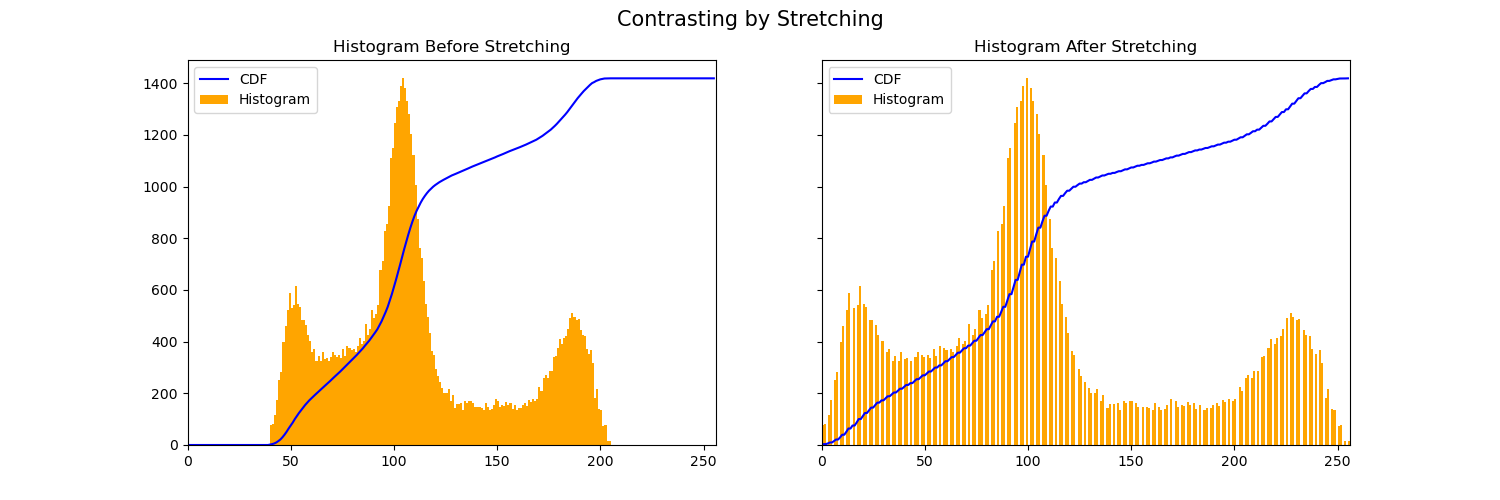 Contrasting by Stretching
Histogram Before Stretching
CDF
Histogram
1400
1200
1000
800
600
400
200
0
0 50 100 150 200 250
Histogram After Stretching
CDF
Histogram
0 50 100 150 200 250